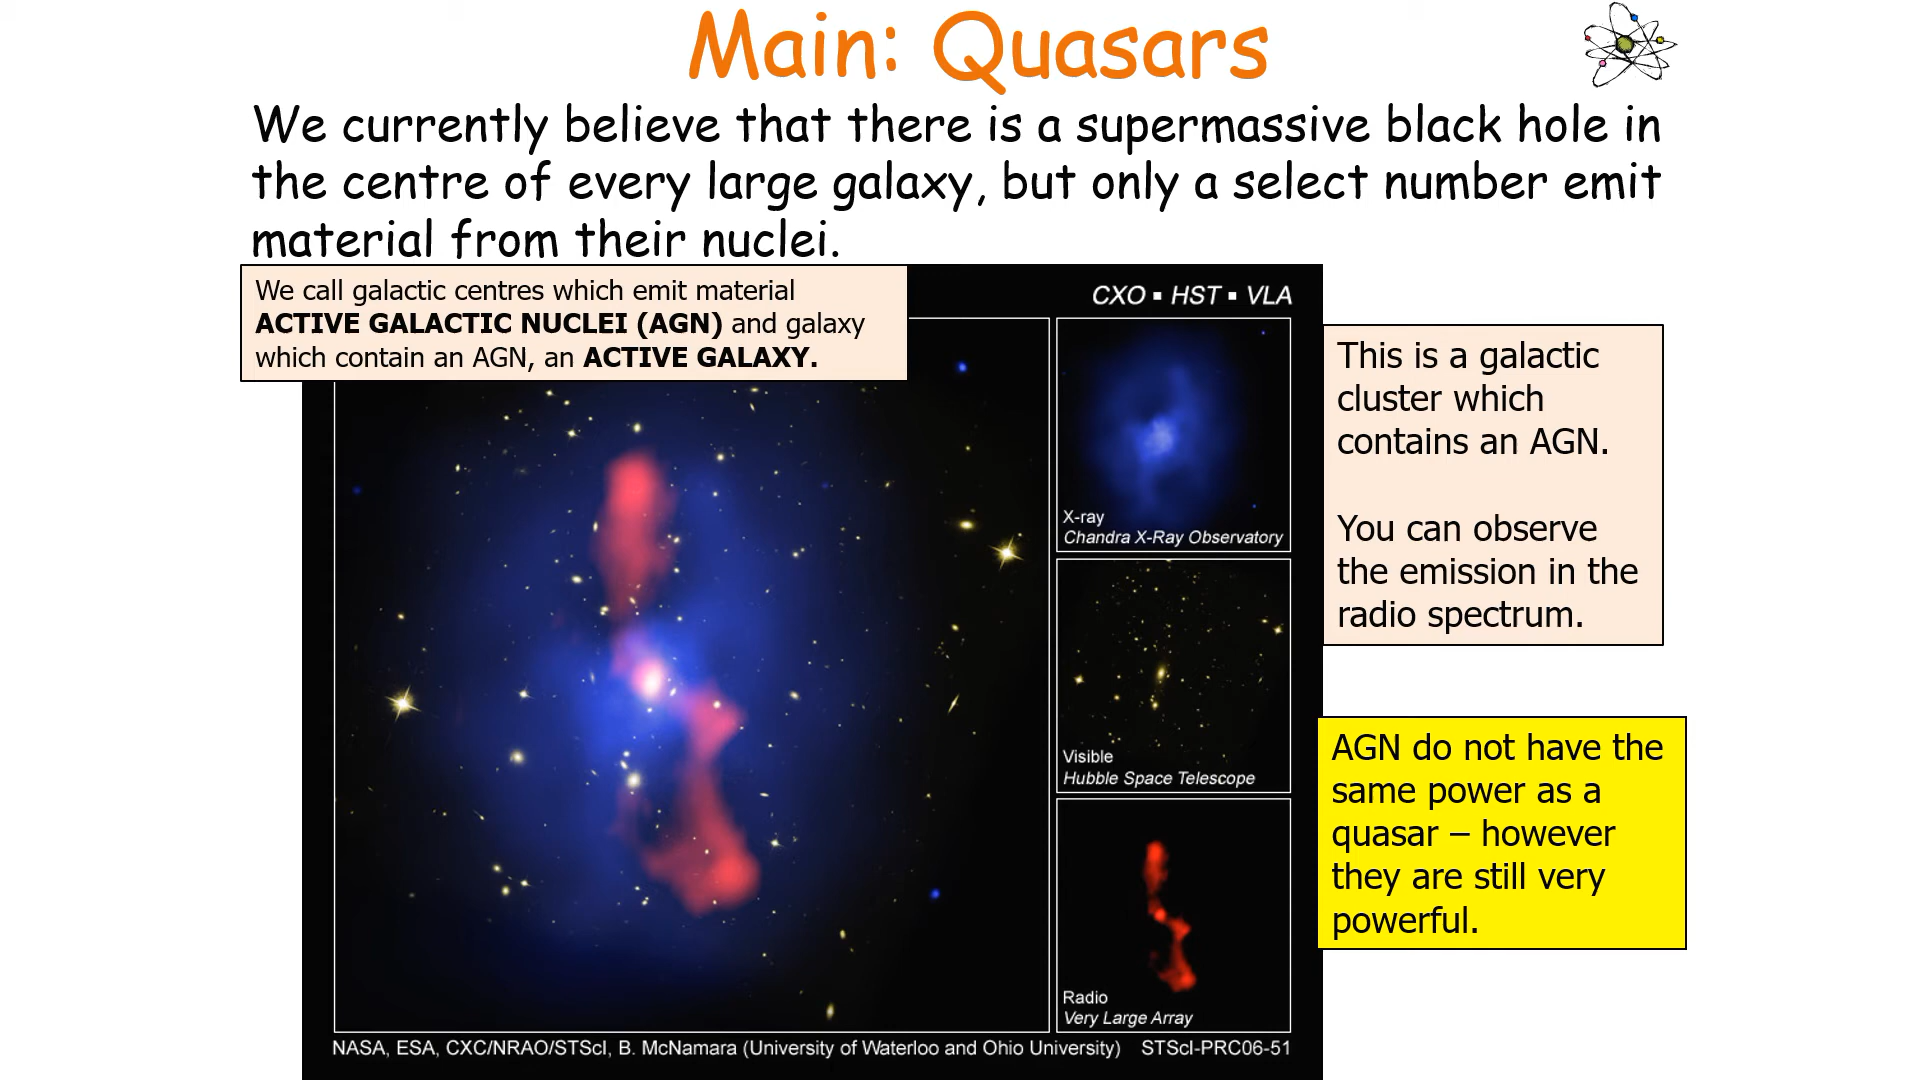 Main: Quasars
We currently believe that there is a supermassive black hole in
the centre of every large galaxy, but only a select number emit
material from their nuclei.
We call galactic centres which emit material
ACTIVE GALACTIC NUCLEI (AGN) and galaxy
which contain an AGN, an ACTIVE GALAXY.
CXO ▪ HST ▪ VLA
X-ray
Chandra X-Ray Observatory
Visible
Hubble Space Telescope
Radio
Very Large Array
NASA, ESA, CXC/NRAO/STScI, B. McNamara (University of Waterloo and Ohio University) STScI-PRC06-51
This is a galactic
cluster which
contains an AGN.
You can observe
the emission in the
radio spectrum.
AGN do not have the
same power as a
quasar – however
they are still very
powerful.